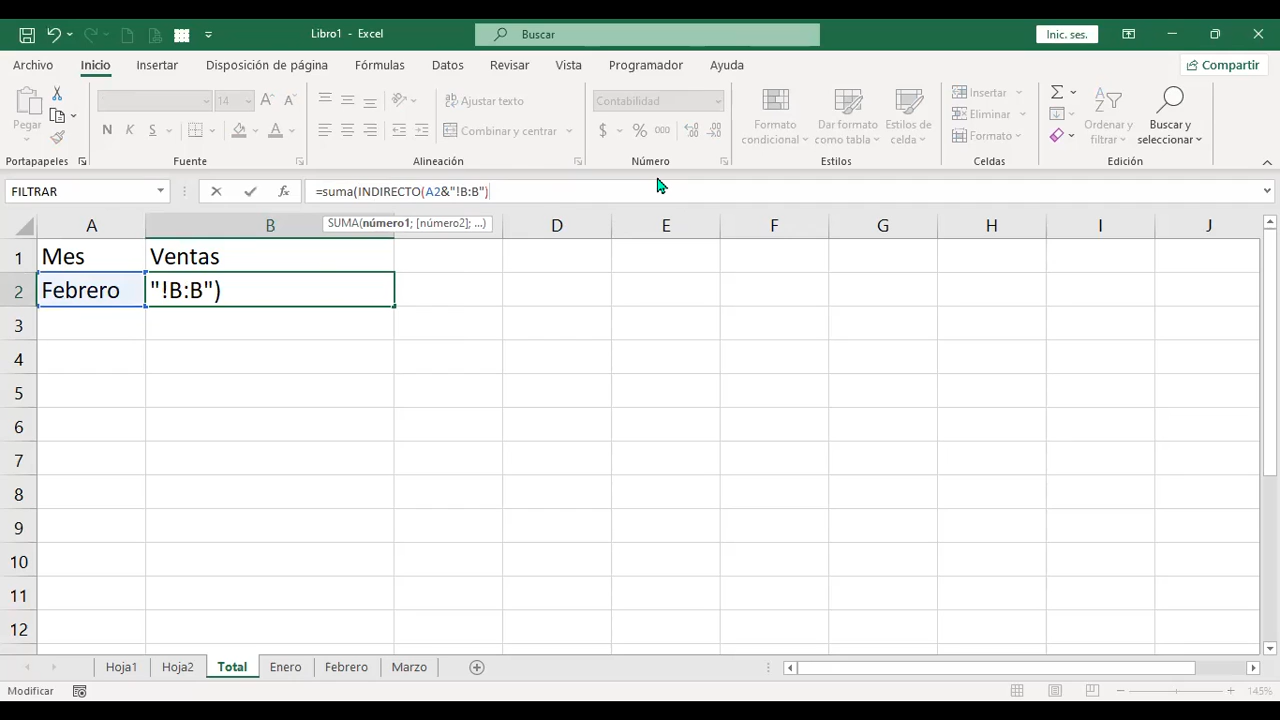 Libro1 - Excel
Buscar
Inic. ses.
Archivo Inicio Insertar Disposición de página Fórmulas Datos Revisar Vista Programador Ayuda Compartir
14 A A Ajustar texto Contabilidad Insertar
Pegar N K S A Combinar y centrar $ % 000 Formato condicional Dar formato como tabla Estilos de celda Eliminar Formato Ordenar y filtrar Buscar y seleccionar
Portapapeles Fuente Alineación Número Estilos Celdas Edición
FILTRAR fx =suma(INDIRECTO(A2&"!B:B")
SUMA(número1; [número2]; ...)
A B D E F G H I J
1 Mes Ventas
2 Febrero "!B:B")
3
4
5
6
7
8
9
10
11
12
Hoja1 Hoja2 Total Enero Febrero Marzo
Modificar 145%